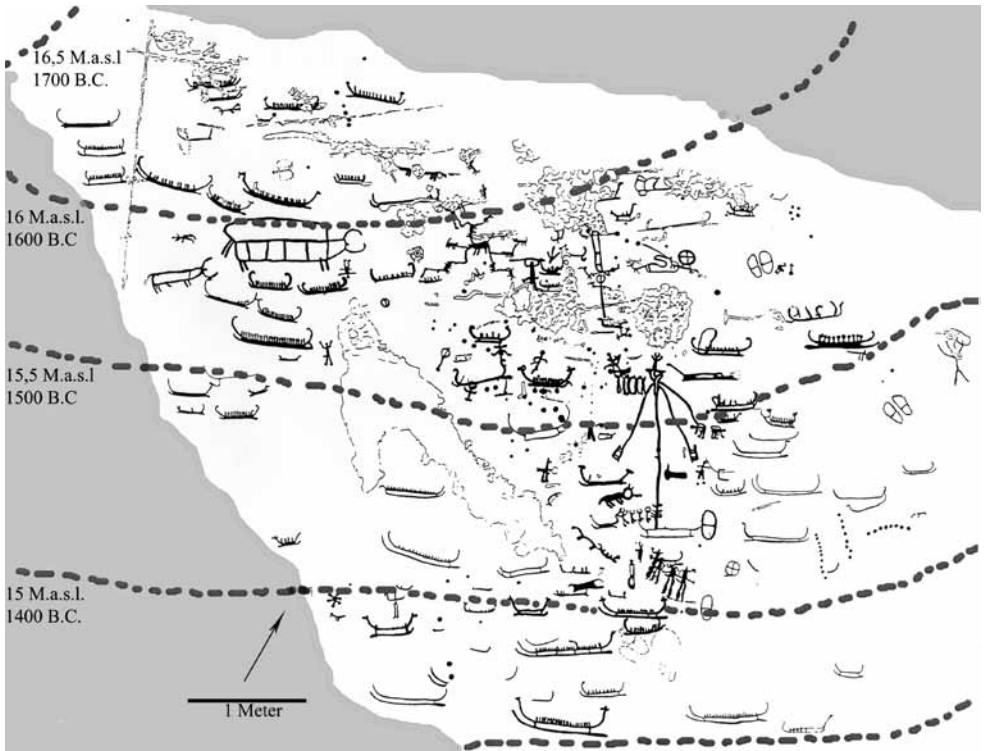 16,5 M.a.s.l
1700 B.C.
16 M.a.s.l.
1600 B.C
15,5 M.a.s.l
1500 B.C
15 M.a.s.l.
1400 B.C.
1 Meter